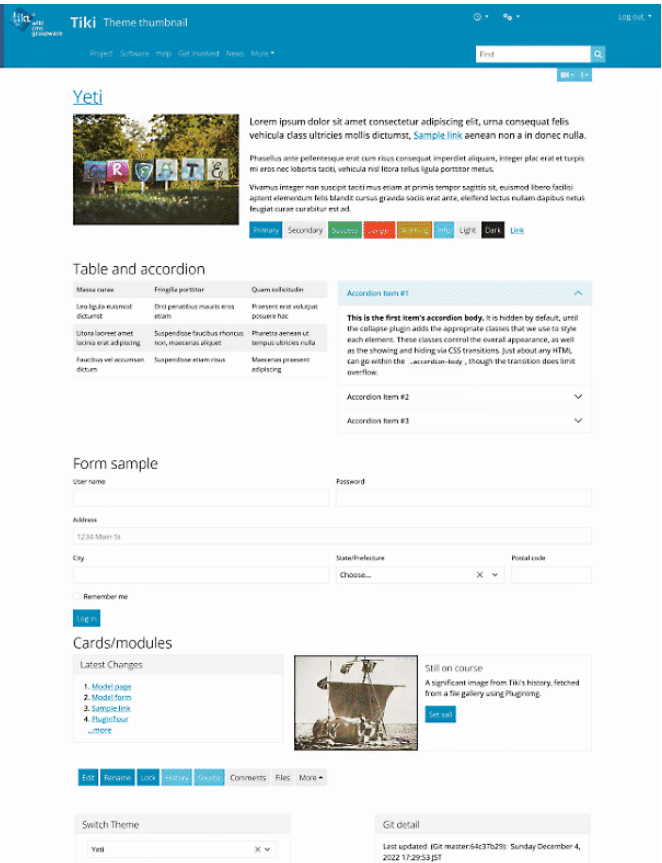 tiki
wiki
cms
groupware
Tiki Theme thumbnail
Log out
Project Software Help Get involved News More
Find
Yeti
GREATE
Lorem ipsum dolor sit amet consectetur adipiscing elit, urna consequat felis
vehicula class ultricies mollis dictumst, Sample link aenean non a in donec nulla.
Phasellus ante pellentesque erat cum risus consequat imperdiet aliquam, integer plac erat et turpis
mi eros nec lobortis taciti, vehicula nisl litora tellus ligula porttitor metus.
Vivamus integer non suscipit taciti mus etiam at primis tempor sagittis sit, euismod libero facilisi
aptent elementum felis blandit cursus gravida sociis erat ante, eleifend lectus nullam dapibus netus
feugiat curae curabitur est ad.
Primary Secondary Success Danger Warning Info Light Dark Link
Table and accordion
Massa curae Fringilla porttitor Quam sollicitudin
Leo ligula euismod
dictumst
Orci penatibus mauris eros
etiam
Praesent erat volutpat
posuere hac
Litora laoreet amet
lacinia erat adipiscing
Suspendisse faucibus rhoncus
non, maecenas aliquet
Pharetra aenean ut
tempus ultricies nulla
Faucibus vel accumsan
dictum
Suspendisse etiam risus
Maecenas praesent
adipiscing
Accordion Item #1
This is the first item's accordion body. It is hidden by default, until
the collapse plugin adds the appropriate classes that we use to style
each element. These classes control the overall appearance, as well
as the showing and hiding via CSS transitions. Just about any HTML
can go within the .accordion-body , though the transition does limit
overflow.
Accordion Item #2
Accordion Item #3
Form sample
User name
Password
Address
1234 Main St
City
State/Prefecture
Postal code
Choose...
Remember me
Log in
Cards/modules
Latest Changes
1. Model page
2. Model form
3. Sample link
4. PluginTour
...more
Still on course
A significant image from Tiki's history, fetched
from a file gallery using PluginImg.
Set sail
Edit Rename Lock History Source Comments Files More
Switch Theme
Yeti
Git detail
Last updated (Git master:64c37b29): Sunday December 4,
2022 17:29:53 JST